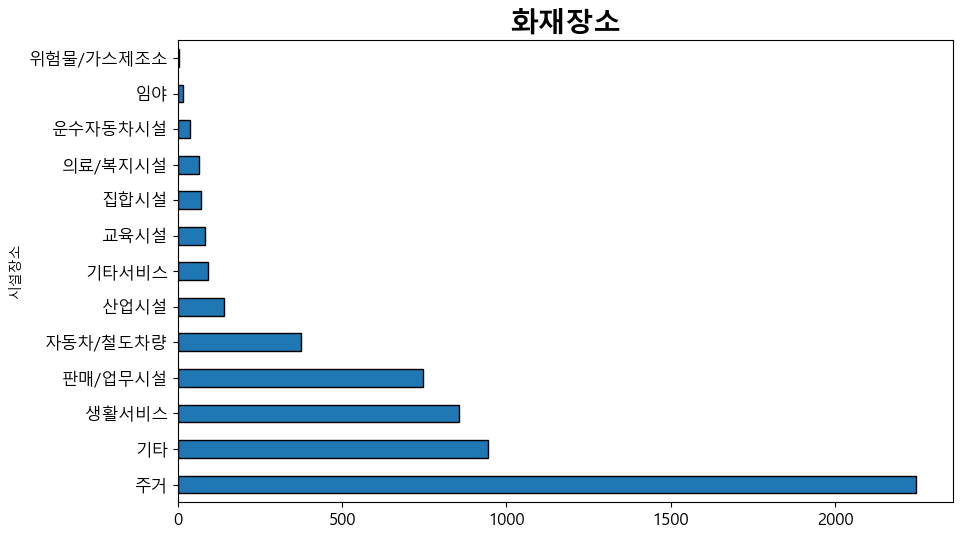 화재장소
위험물/가스제조소
임야
운수자동차시설
의료/복지시설
집합시설
교육시설
기타서비스
산업시설
자동차/철도차량
판매/업무시설
생활서비스
기타
주거
시설장소
0 500 1000 1500 2000